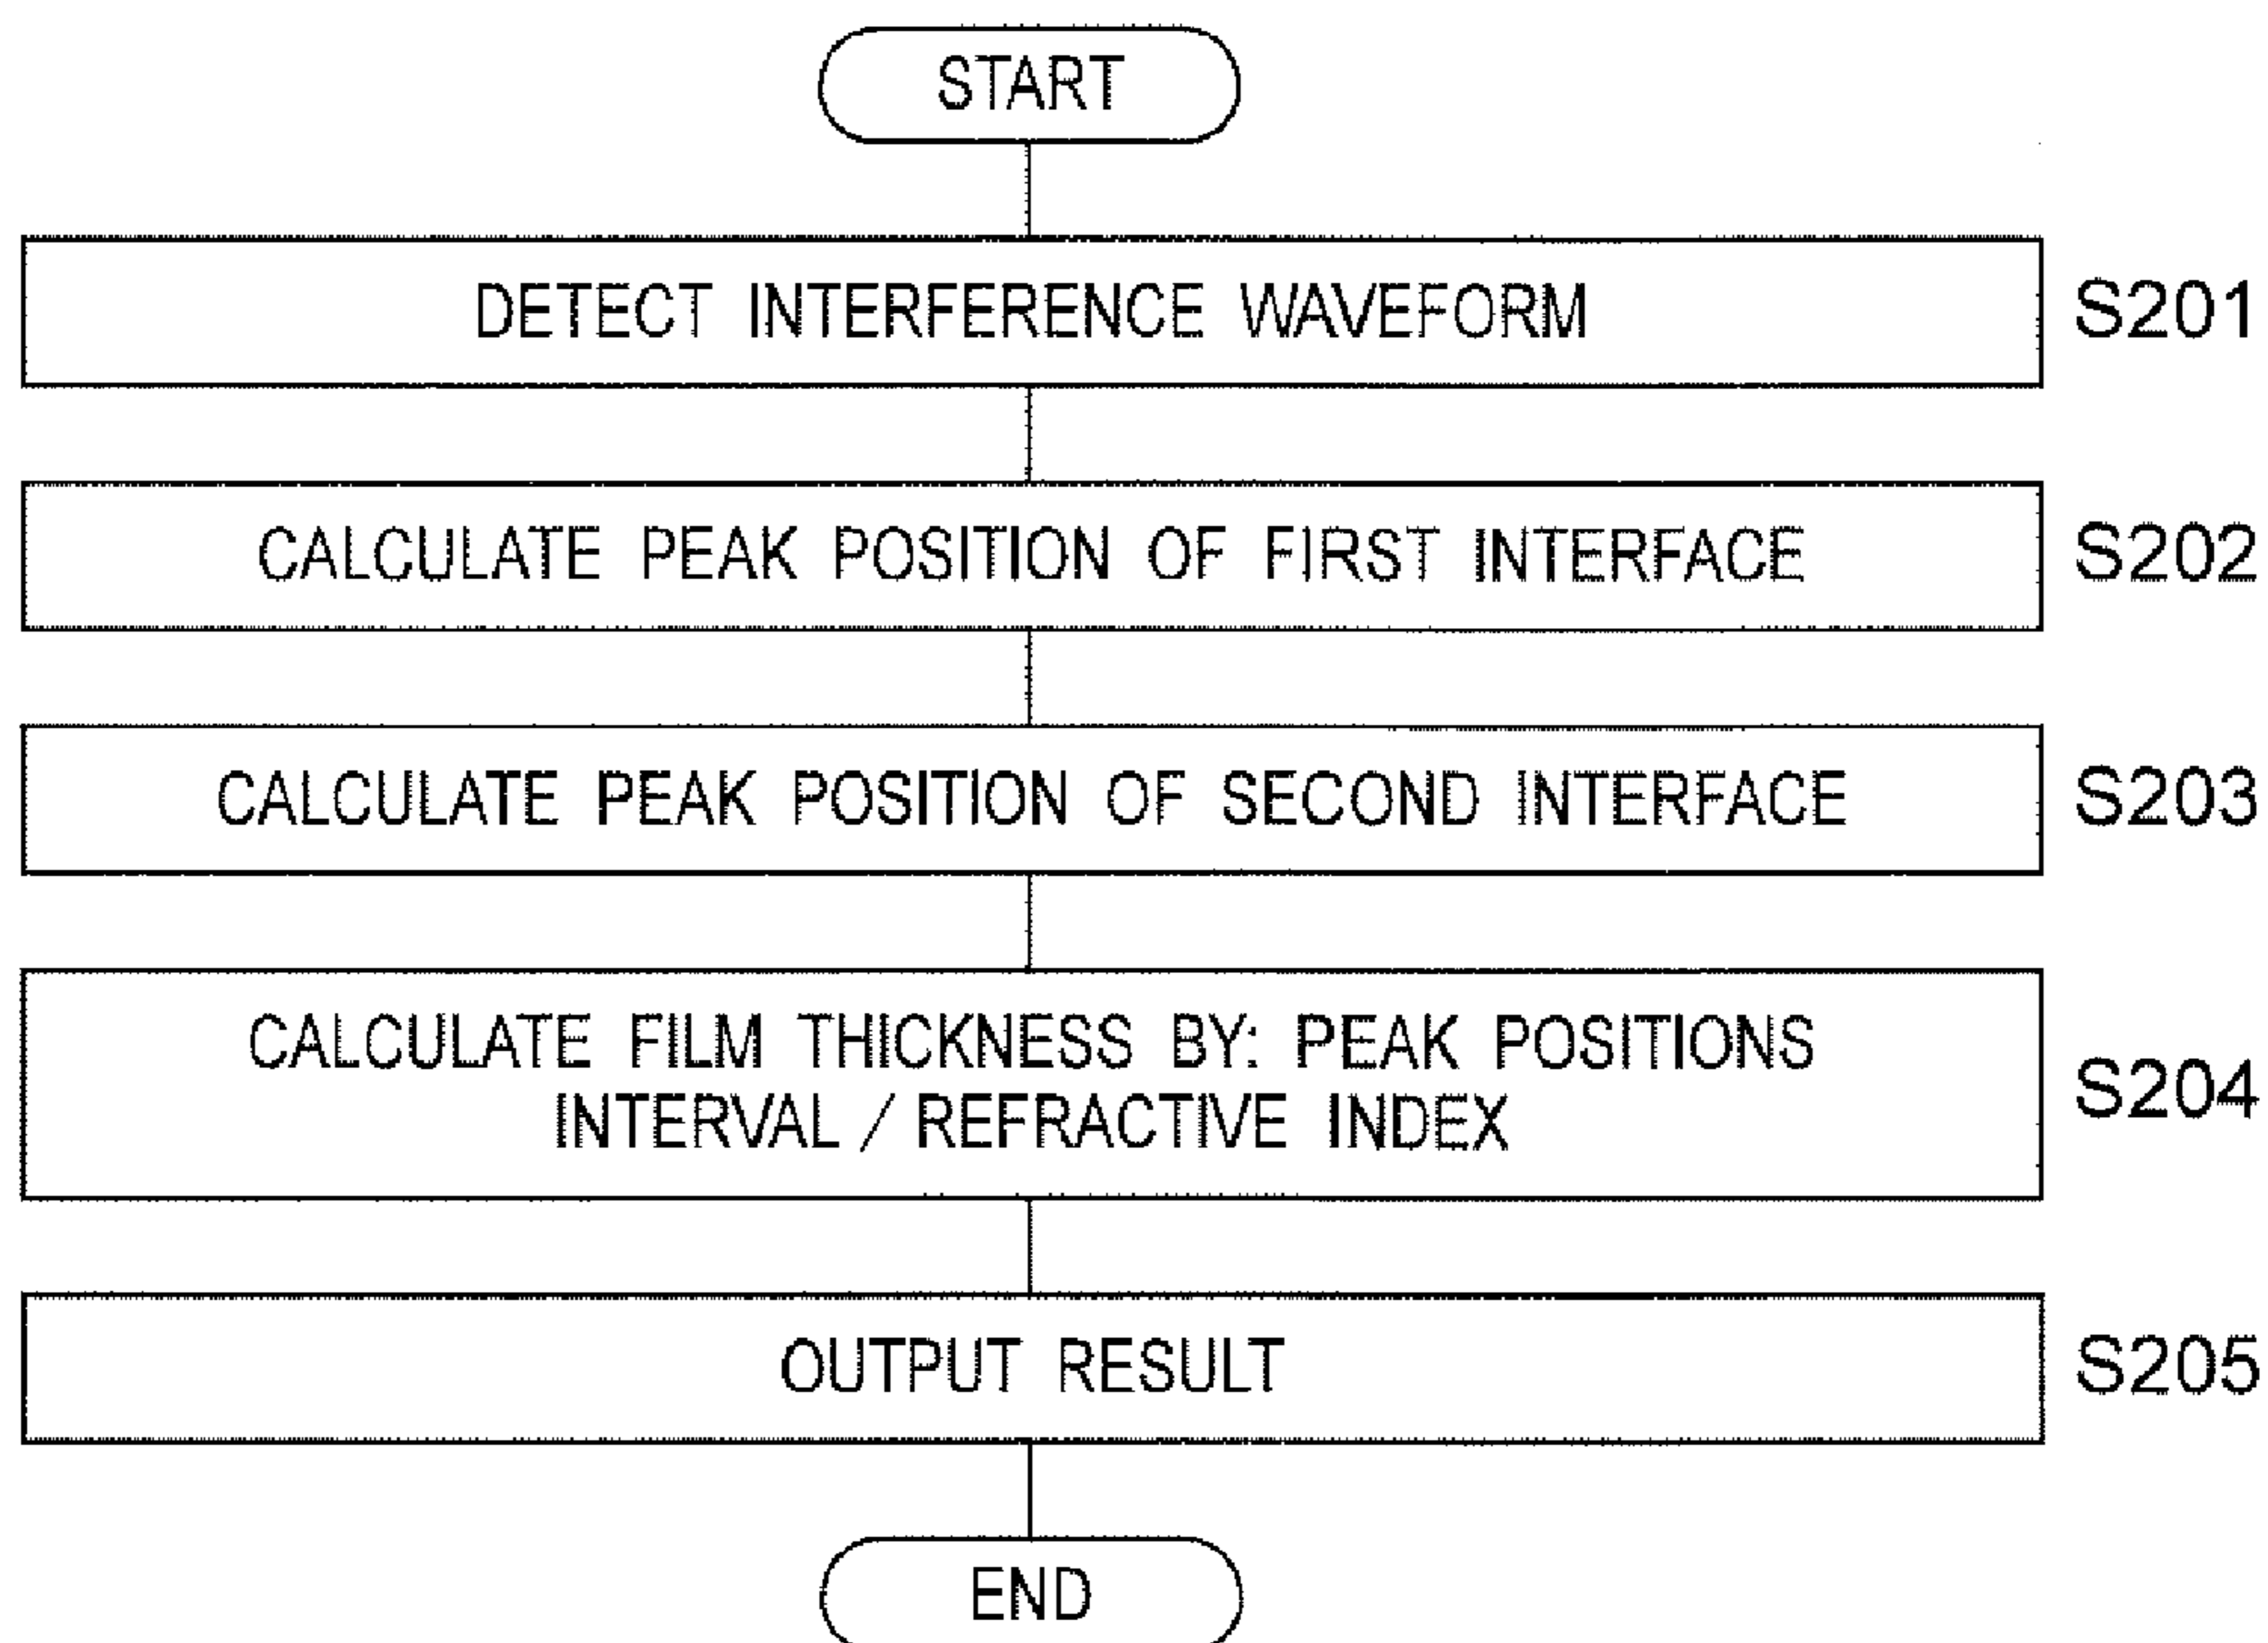 START
DETECT INTERFERENCE WAVEFORM S201
CALCULATE PEAK POSITION OF FIRST INTERFACE S202
CALCULATE PEAK POSITION OF SECOND INTERFACE S203
CALCULATE FILM THICKNESS BY: PEAK POSITIONS
INTERVAL / REFRACTIVE INDEX
S204
OUTPUT RESULT S205
END